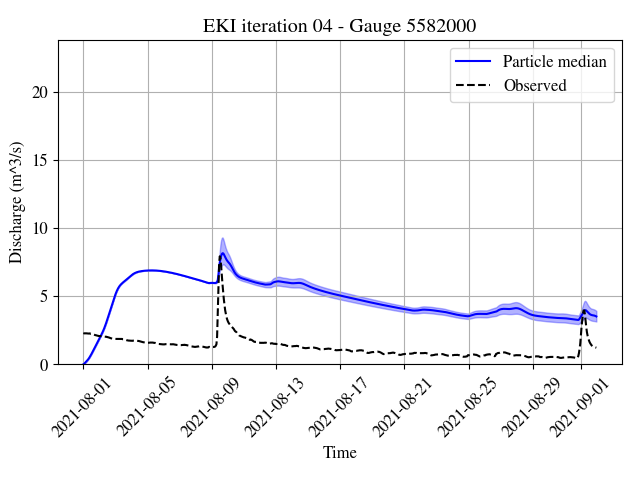 EKI iteration 04 - Gauge 5582000
Particle median
Observed
Discharge (m^3/s)
20
15
10
5
0
2021-08-01
2021-08-05
2021-08-09
2021-08-13
2021-08-17
2021-08-21
2021-08-25
2021-08-29
2021-09-01
Time